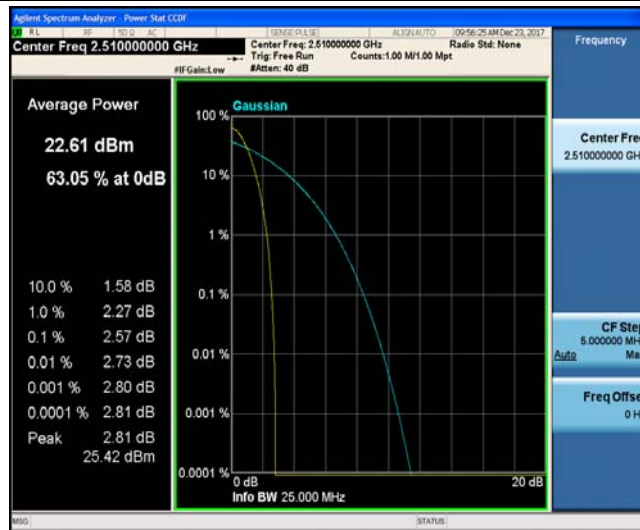 Agilent Spectrum Analyzer - Power Stat CCDF
RL RF 50 Ω AC SENSE:PULSE ALIGN AUTO 09:56:25 AM Dec 23, 2017
Center Freq 2.510000000 GHz
Center Freq: 2.510000000 GHz Radio Std: None
Trig: Free Run Counts:1.00 M/1.00 Mpt
#IFGain:Low #Atten: 40 dB
Frequency
Average Power
22.61 dBm
63.05 % at 0dB
10.0 % 1.58 dB
1.0 % 2.27 dB
0.1 % 2.57 dB
0.01 % 2.73 dB
0.001 % 2.80 dB
0.0001 % 2.81 dB
Peak 2.81 dB
25.42 dBm
Gaussian
100 %
10 %
1 %
0.1 %
0.01 %
0.001 %
0.0001 %
0 dB 20 dB
Info BW 25.000 MHz
Center Fre
2.510000000 GH
CF Step
5.000000 MH
Auto Ma
Freq Offse
0 H
MSG STATUS